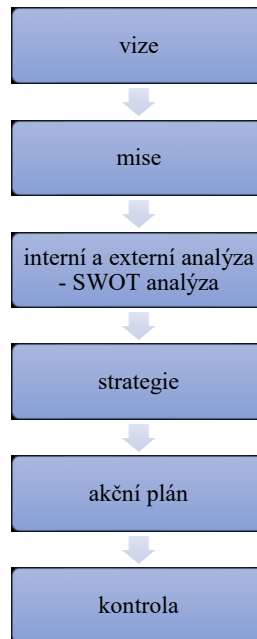 vize
mise
interní a externí analýza
- SWOT analýza
strategie
akční plán
kontrola